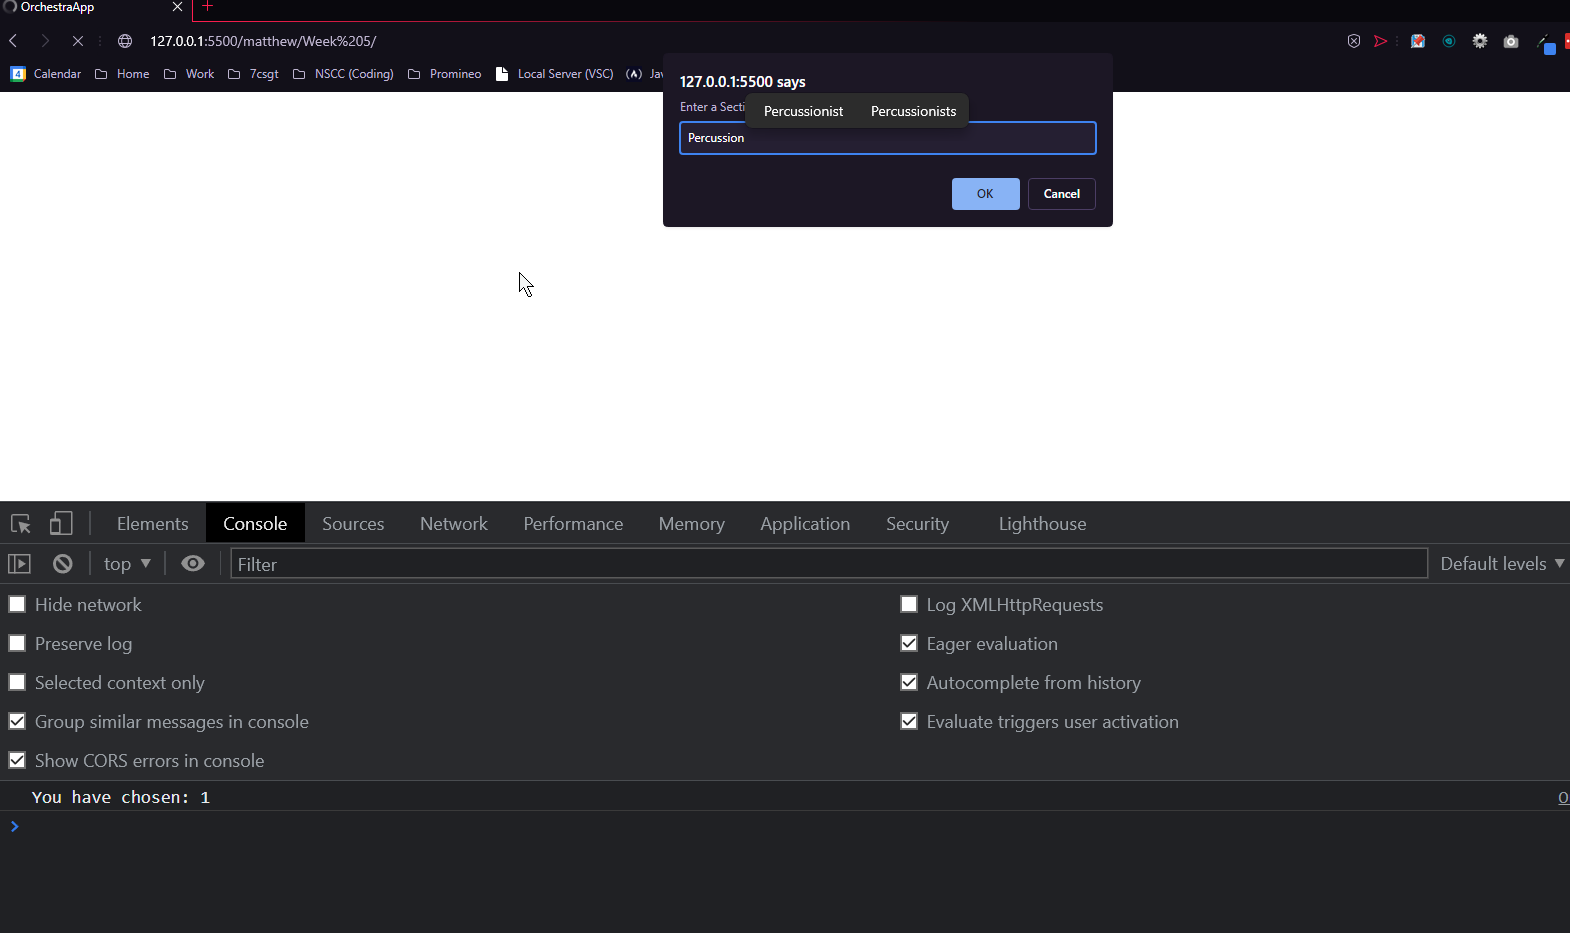 OrchestraApp
127.0.0.1:5500/matthew/Week%205/
4 Calendar Home Work 7csgt NSCC (Coding) Promineo Local Server (VSC)
127.0.0.1:5500 says
Enter a
Percussionist Percussionists
Percussion
OK Cancel
Elements Console Sources Network Performance Memory Application Security Lighthouse
top Filter Default levels
Hide network Log XMLHttpRequests
Preserve log Eager evaluation
Selected context only Autocomplete from history
Group similar messages in console Evaluate triggers user activation
Show CORS errors in console
You have chosen: 1